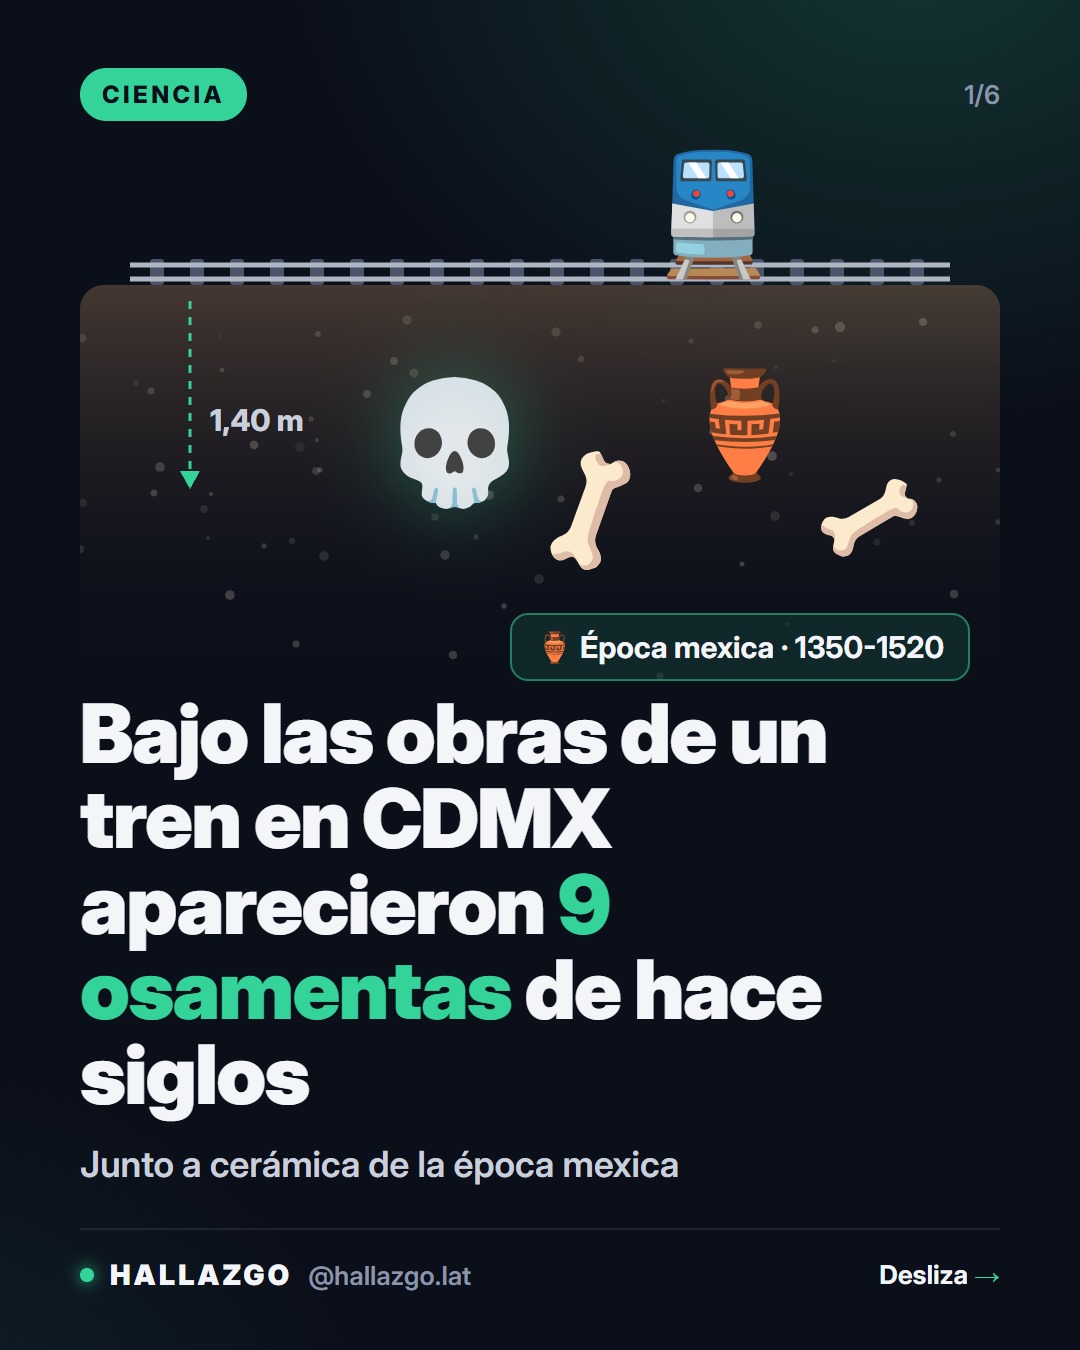 CIENCIA
1/6
1,40 m
Época mexica · 1350-1520
Bajo las obras de un
tren en CDMX
aparecieron 9
osamentas de hace
siglos
Junto a cerámica de la época mexica
HALLAZGO @hallazgo.lat
Desliza →